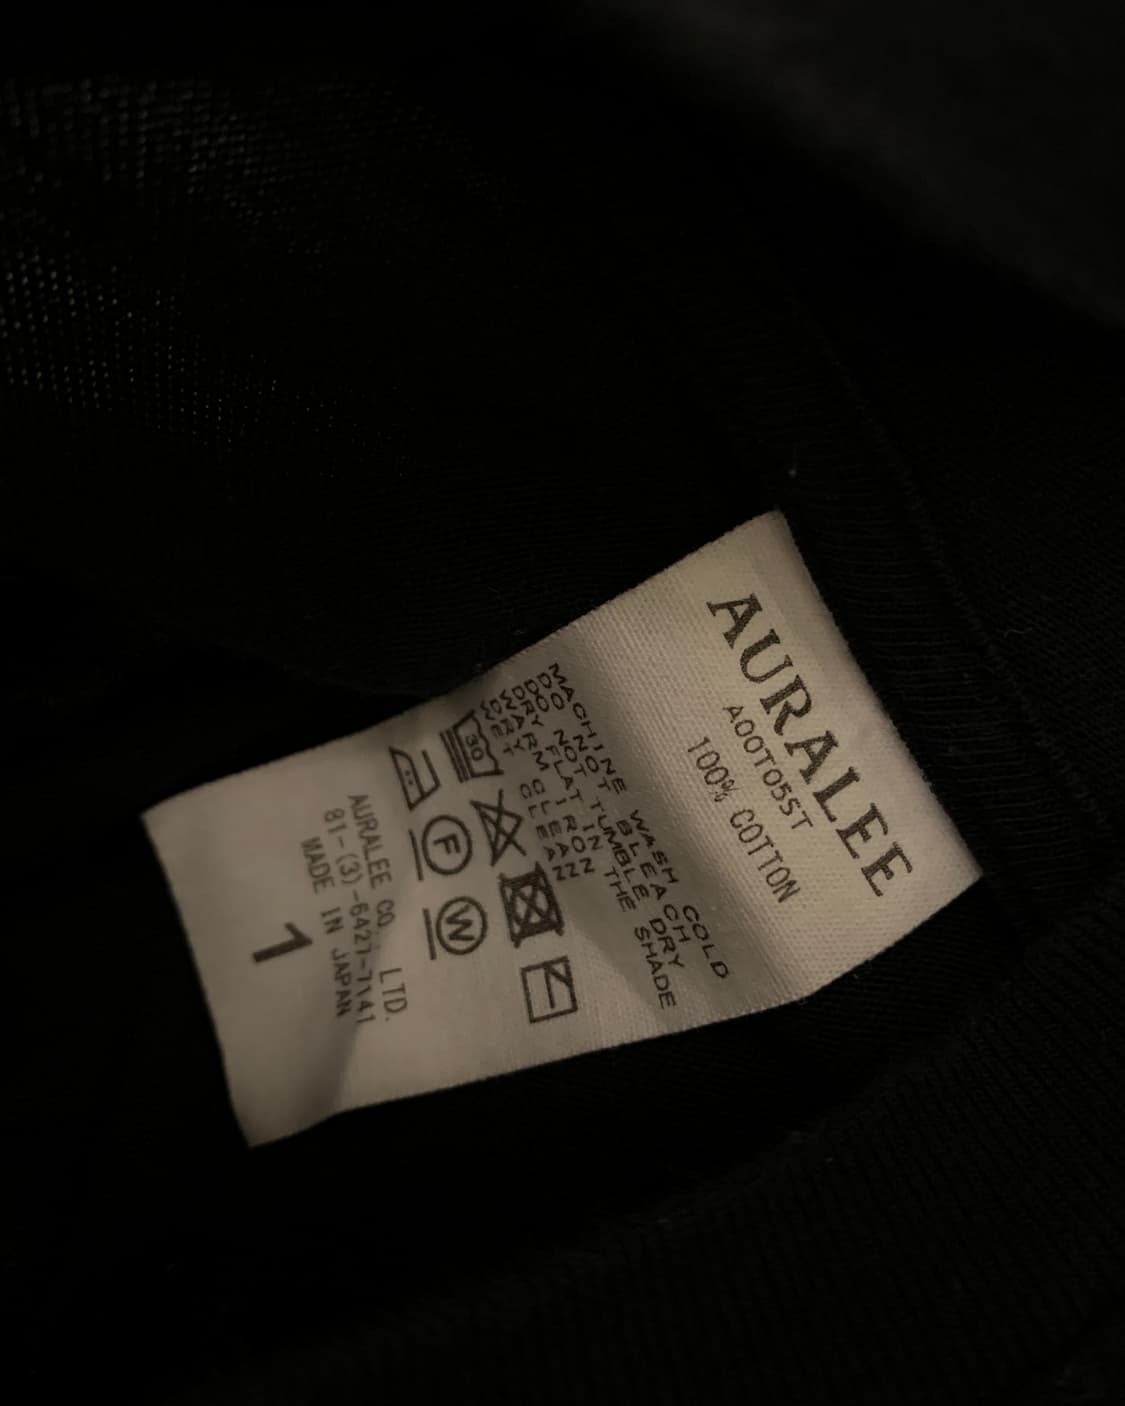 AURALEE
A00T05ST
100% COTTON
MACHINE WASH COLD
DO NOT BLEACH
DO NOT TUMBLE DRY
DRY FLAT IN THE SHADE
WARM IRON
DRY CLEAN
WET CLEAN
30
F
W
AURALEE CO., LTD.
81-(3)-6427-7141
MADE IN JAPAN
1